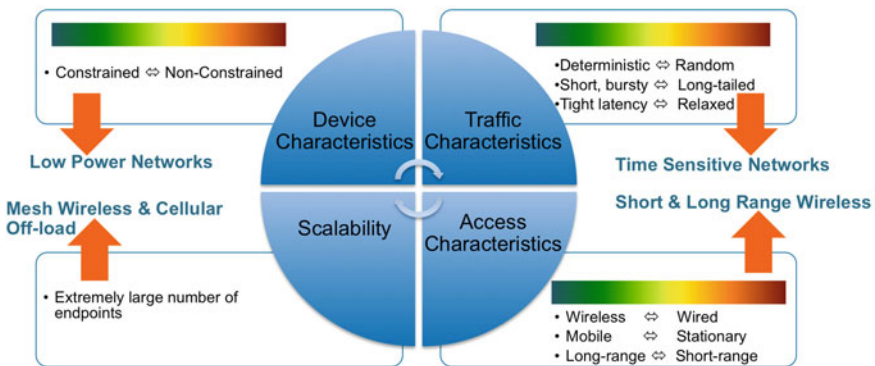 • Constrained ⇔ Non-Constrained
Low Power Networks
Device
Characteristics
Traffic
Characteristics
•Deterministic ⇔ Random
•Short, bursty ⇔ Long-tailed
•Tight latency ⇔ Relaxed
Time Sensitive Networks
Mesh Wireless & Cellular
Off-load
• Extremely large number of
endpoints
Scalability
Access
Characteristics
Short & Long Range Wireless
• Wireless ⇔ Wired
• Mobile ⇔ Stationary
• Long-range ⇔ Short-range